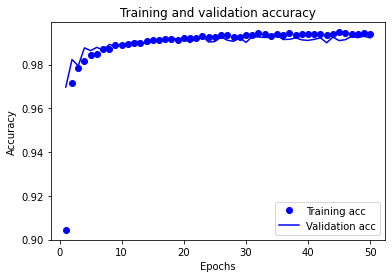 Training and validation accuracy
Accuracy
0.98
0.96
0.94
0.92
0.90
Training acc
Validation acc
0 10 20 30 40 50
Epochs